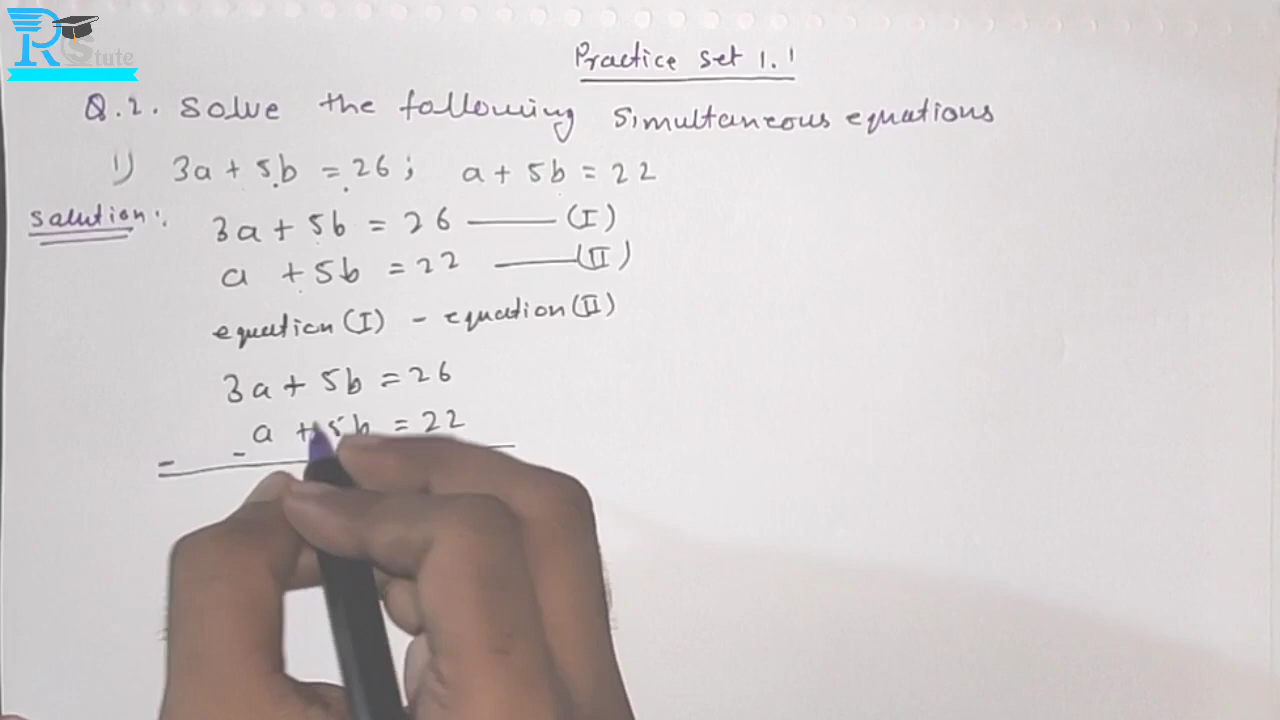 RStute
Practice set 1.1
Q.2. Solve the following simultaneous equations
1) 3a + 5b = 26 ; a + 5b = 22
Solution:
3a + 5b = 26 —— (I)
a + 5b = 22 —— (II)
equation (I) - equation (II)
3a + 5b = 26
a + 5b = 22
- -